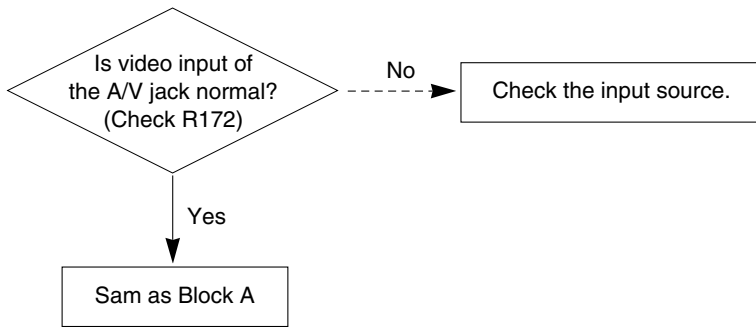 Is video input of
the A/V jack normal?
(Check R172)
No
Check the input source.
Yes
Sam as Block A